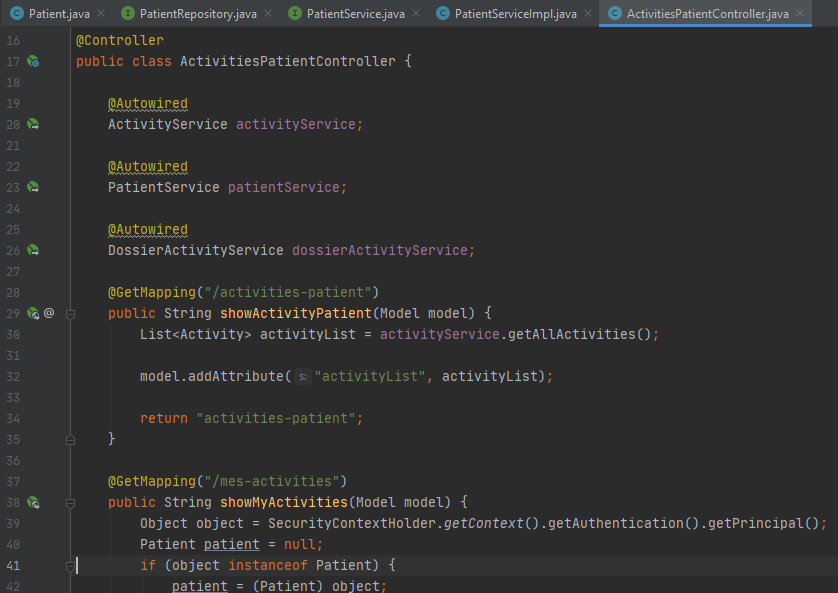 Patient.java PatientRepository.java PatientService.java PatientServiceImpl.java ActivitiesPatientController.java
16 @Controller
17 public class ActivitiesPatientController {
18
19 @Autowired
20 ActivityService activityService;
21
22 @Autowired
23 PatientService patientService;
24
25 @Autowired
26 DossierActivityService dossierActivityService;
27
28 @GetMapping("/activities-patient")
29 @ public String showActivityPatient(Model model) {
30 List<Activity> activityList = activityService.getAllActivities();
31
32 model.addAttribute( s: "activityList", activityList);
33
34 return "activities-patient";
35 }
36
37 @GetMapping("/mes-activities")
38 public String showMyActivities(Model model) {
39 Object object = SecurityContextHolder.getContext().getAuthentication().getPrincipal();
40 Patient patient = null;
41 if (object instanceof Patient) {
42 patient = (Patient) object;